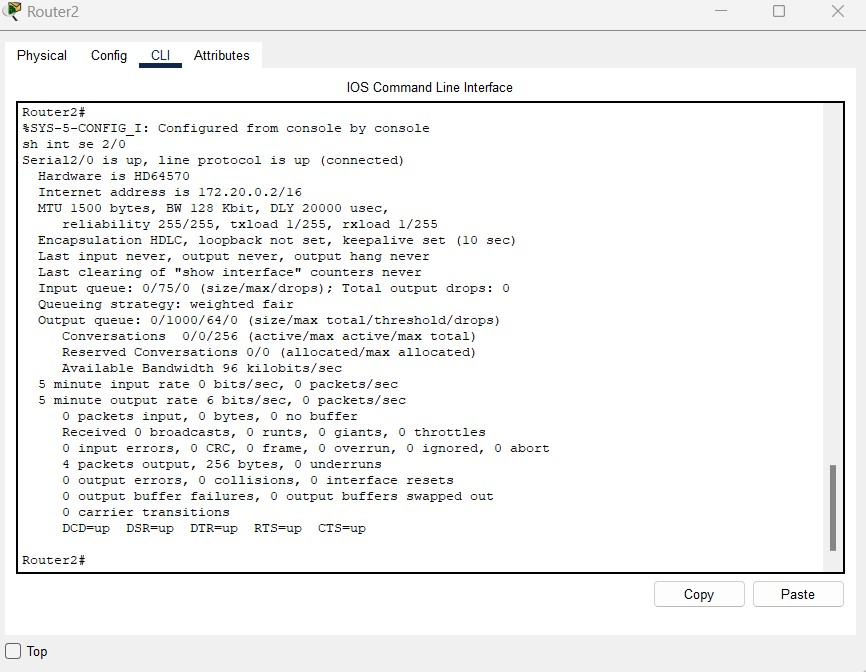 Router2
Physical Config CLI Attributes
IOS Command Line Interface
Router2#
%SYS-5-CONFIG_I: Configured from console by console
sh int se 2/0
Serial2/0 is up, line protocol is up (connected)
  Hardware is HD64570
  Internet address is 172.20.0.2/16
  MTU 1500 bytes, BW 128 Kbit, DLY 20000 usec,
     reliability 255/255, txload 1/255, rxload 1/255
  Encapsulation HDLC, loopback not set, keepalive set (10 sec)
  Last input never, output never, output hang never
  Last clearing of "show interface" counters never
  Input queue: 0/75/0 (size/max/drops); Total output drops: 0
  Queueing strategy: weighted fair
  Output queue: 0/1000/64/0 (size/max total/threshold/drops)
     Conversations  0/0/256 (active/max active/max total)
     Reserved Conversations 0/0 (allocated/max allocated)
     Available Bandwidth 96 kilobits/sec
  5 minute input rate 0 bits/sec, 0 packets/sec
  5 minute output rate 6 bits/sec, 0 packets/sec
     0 packets input, 0 bytes, 0 no buffer
     Received 0 broadcasts, 0 runts, 0 giants, 0 throttles
     0 input errors, 0 CRC, 0 frame, 0 overrun, 0 ignored, 0 abort
     4 packets output, 256 bytes, 0 underruns
     0 output errors, 0 collisions, 0 interface resets
     0 output buffer failures, 0 output buffers swapped out
     0 carrier transitions
     DCD=up  DSR=up  DTR=up  RTS=up  CTS=up
Router2#
Copy Paste
Top